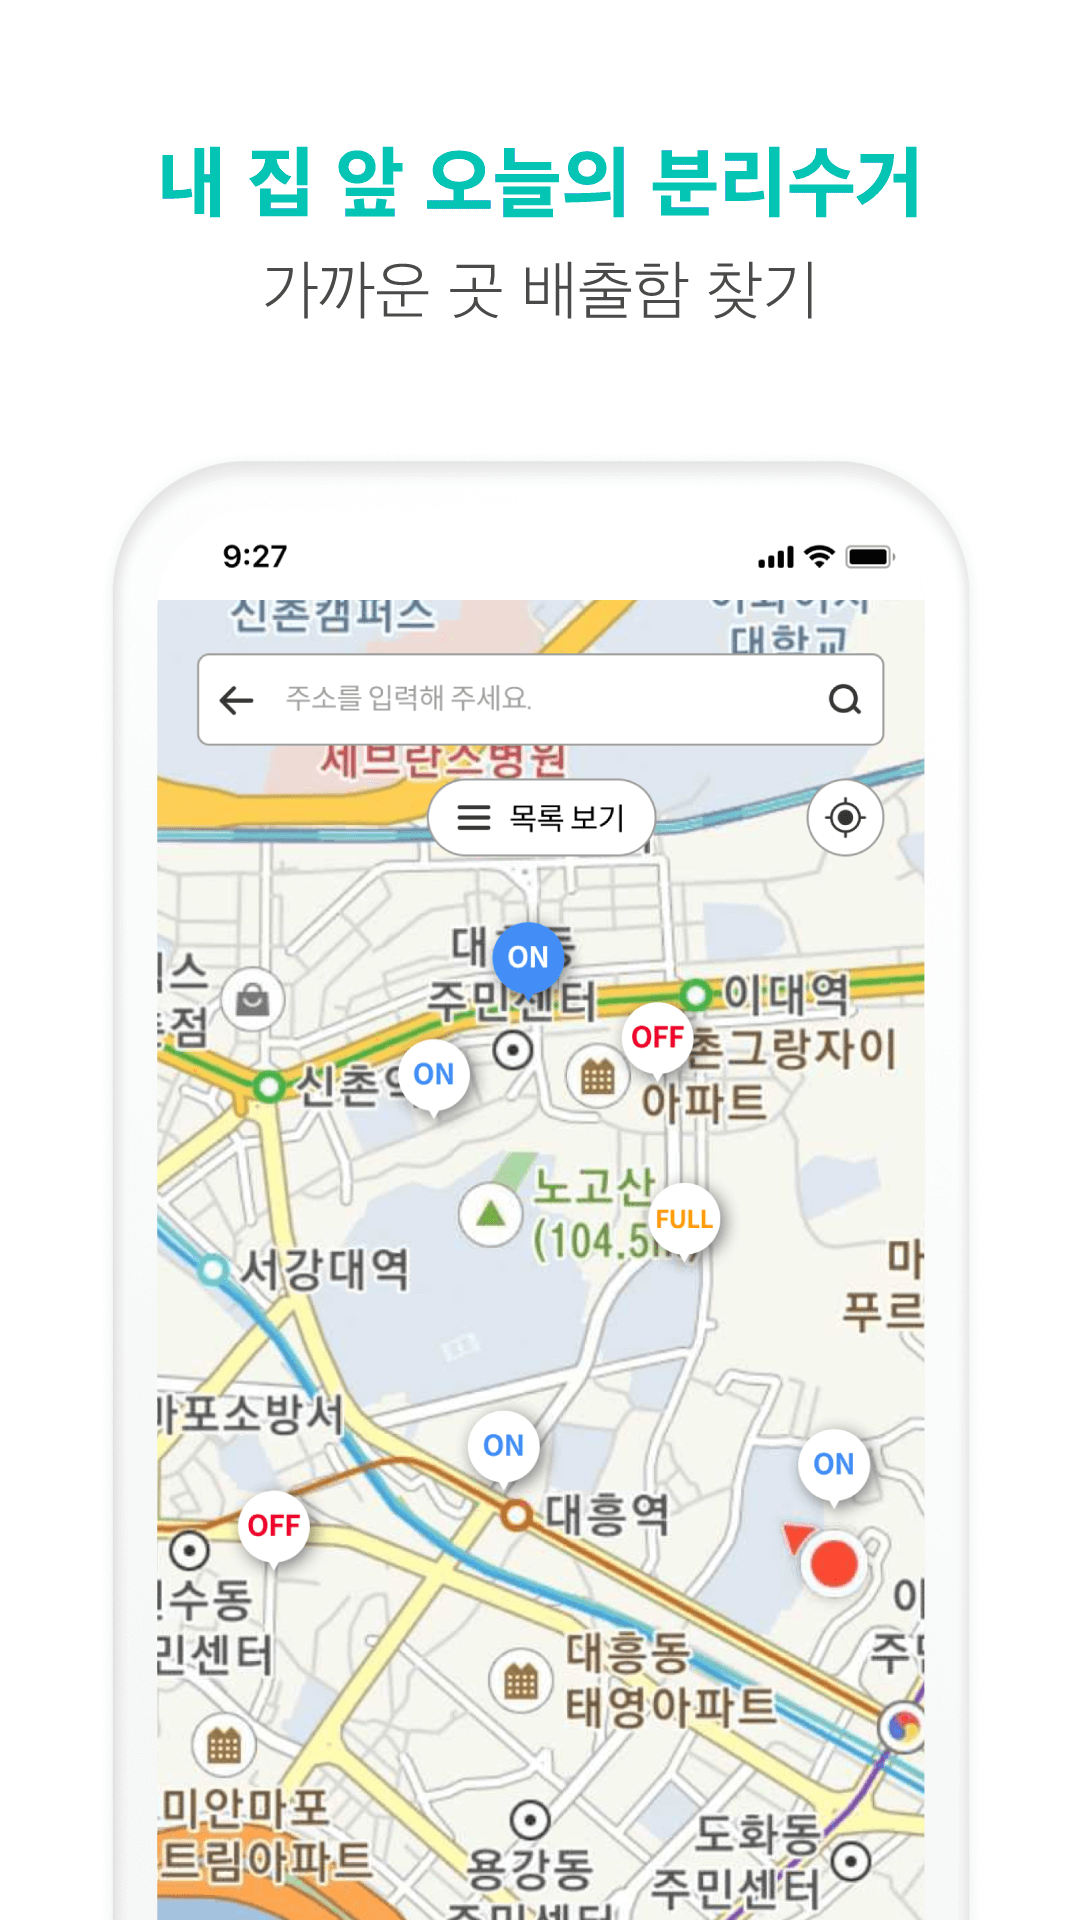 내 집 앞 오늘의 분리수거
가까운 곳 배출함 찾기
9:27
신촌캠퍼스
대학교
주소를 입력해 주세요.
세브란스병원
목록 보기
ON
주민센터
이대역
OFF
촌그랑자이
아파트
ON
신촌역
점
노고산
(104.5m)
FULL
서강대역
마
푸르
마포소방서
ON
ON
대흥역
OFF
수동
민센터
주민
대흥동
태영아파트
미안마포
트림아파트
용강동
주민센터
도화동
주민센터